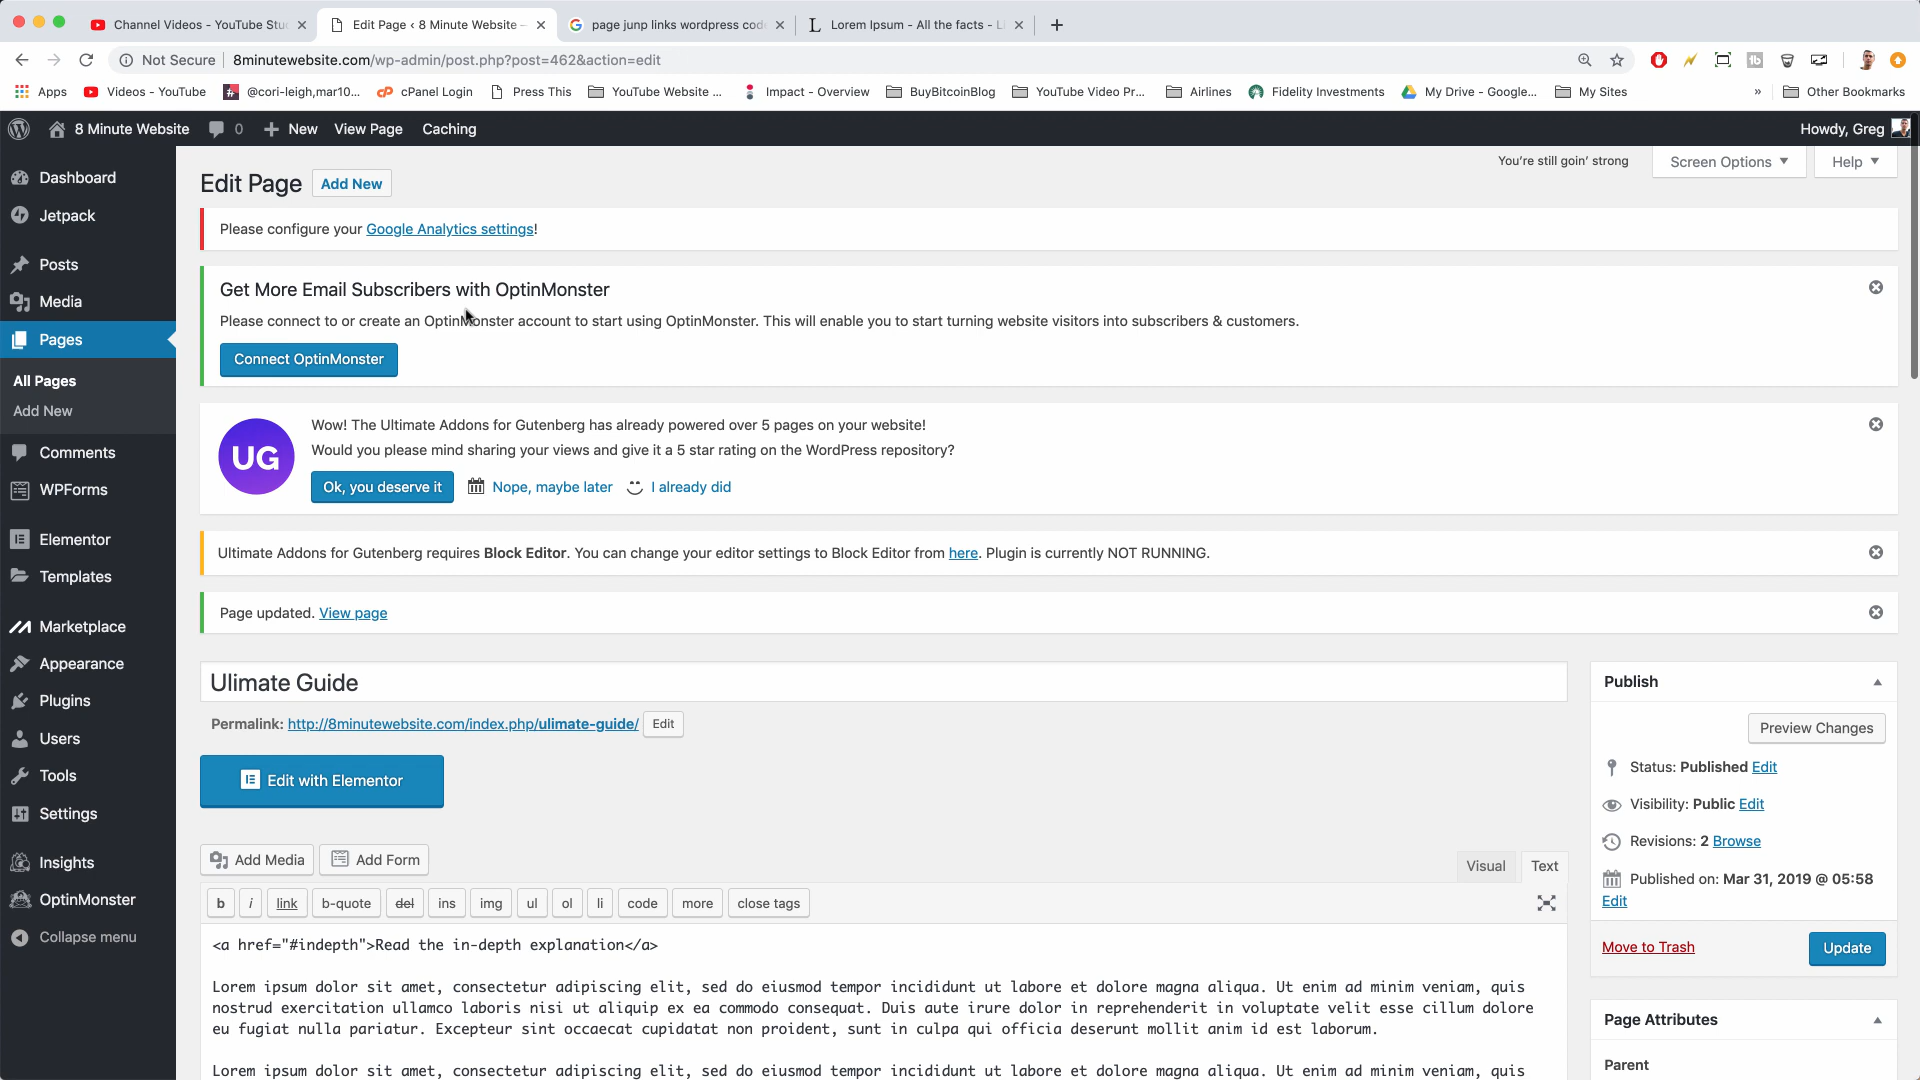 Channel Videos - YouTube Stu
Edit Page ‹ 8 Minute Website –
page junp links wordpress cod
Lorem Ipsum - All the facts - Li
Not Secure
8minutewebsite.com/wp-admin/post.php?post=462&action=edit
Apps
Videos - YouTube
@cori-leigh,mar10...
cPanel Login
Press This
YouTube Website ...
Impact - Overview
BuyBitcoinBlog
YouTube Video Pr...
Airlines
Fidelity Investments
My Drive - Google...
My Sites
»
Other Bookmarks
8 Minute Website
0
New
View Page
Caching
Howdy, Greg
Dashboard
Jetpack
Posts
Media
Pages
All Pages
Add New
Comments
WPForms
Elementor
Templates
Marketplace
Appearance
Plugins
Users
Tools
Settings
Insights
OptinMonster
Collapse menu
You're still goin' strong
Screen Options
Help
Edit Page
Add New
Please configure your Google Analytics settings!
Get More Email Subscribers with OptinMonster
Please connect to or create an OptinMonster account to start using OptinMonster. This will enable you to start turning website visitors into subscribers & customers.
Connect OptinMonster
UG
Wow! The Ultimate Addons for Gutenberg has already powered over 5 pages on your website!
Would you please mind sharing your views and give it a 5 star rating on the WordPress repository?
Ok, you deserve it
Nope, maybe later
I already did
Ultimate Addons for Gutenberg requires Block Editor. You can change your editor settings to Block Editor from here. Plugin is currently NOT RUNNING.
Page updated. View page
Ulimate Guide
Permalink: http://8minutewebsite.com/index.php/ulimate-guide/
Edit
Edit with Elementor
Add Media
Add Form
Visual
Text
b
i
link
b-quote
del
ins
img
ul
ol
li
code
more
close tags
<a href="#indepth">Read the in-depth explanation</a>
Lorem ipsum dolor sit amet, consectetur adipiscing elit, sed do eiusmod tempor incididunt ut labore et dolore magna aliqua. Ut enim ad minim veniam, quis
nostrud exercitation ullamco laboris nisi ut aliquip ex ea commodo consequat. Duis aute irure dolor in reprehenderit in voluptate velit esse cillum dolore
eu fugiat nulla pariatur. Excepteur sint occaecat cupidatat non proident, sunt in culpa qui officia deserunt mollit anim id est laborum.
Lorem ipsum dolor sit amet, consectetur adipiscing elit, sed do eiusmod tempor incididunt ut labore et dolore magna aliqua. Ut enim ad minim veniam, quis
Publish
Preview Changes
Status: Published Edit
Visibility: Public Edit
Revisions: 2 Browse
Published on: Mar 31, 2019 @ 05:58
Edit
Move to Trash
Update
Page Attributes
Parent